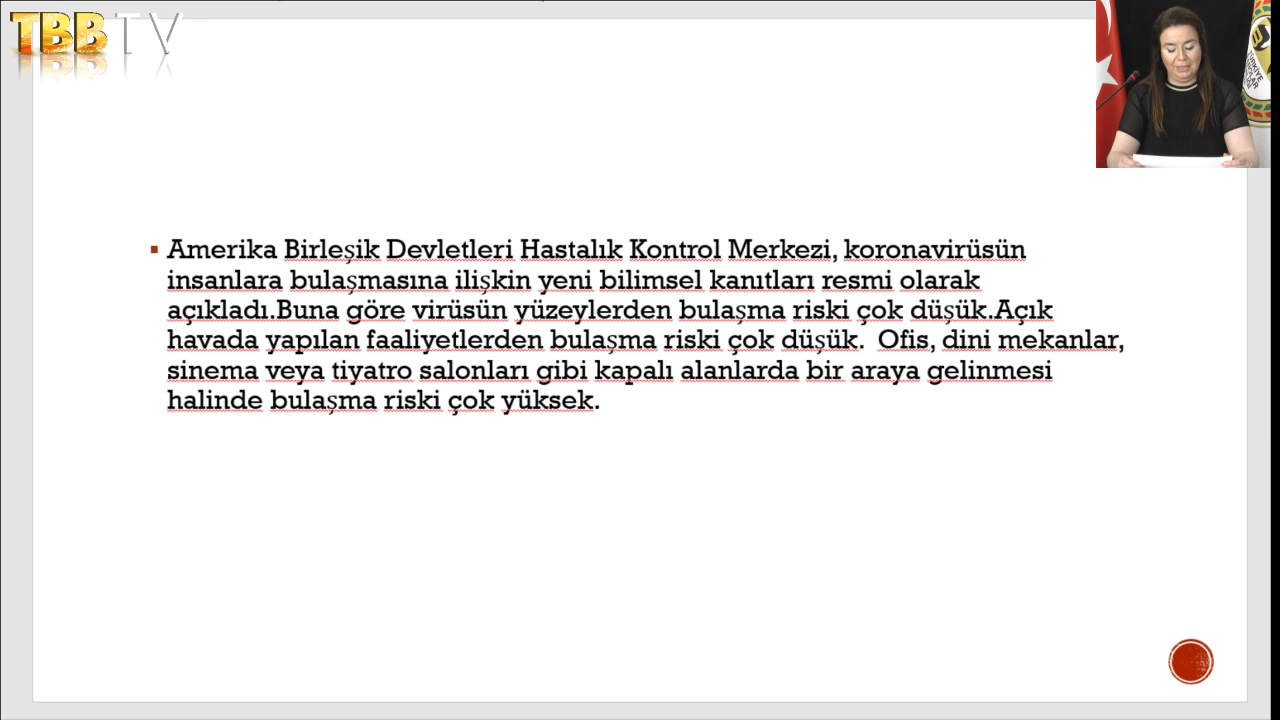 TBB TV
Amerika Birleşik Devletleri Hastalık Kontrol Merkezi, koronavirüsün
insanlara bulaşmasına ilişkin yeni bilimsel kanıtları resmi olarak
açıkladı.Buna göre virüsün yüzeylerden bulaşma riski çok düşük.Açık
havada yapılan faaliyetlerden bulaşma riski çok düşük.  Ofis, dini mekanlar,
sinema veya tiyatro salonları gibi kapalı alanlarda bir araya gelinmesi
halinde bulaşma riski çok yüksek.